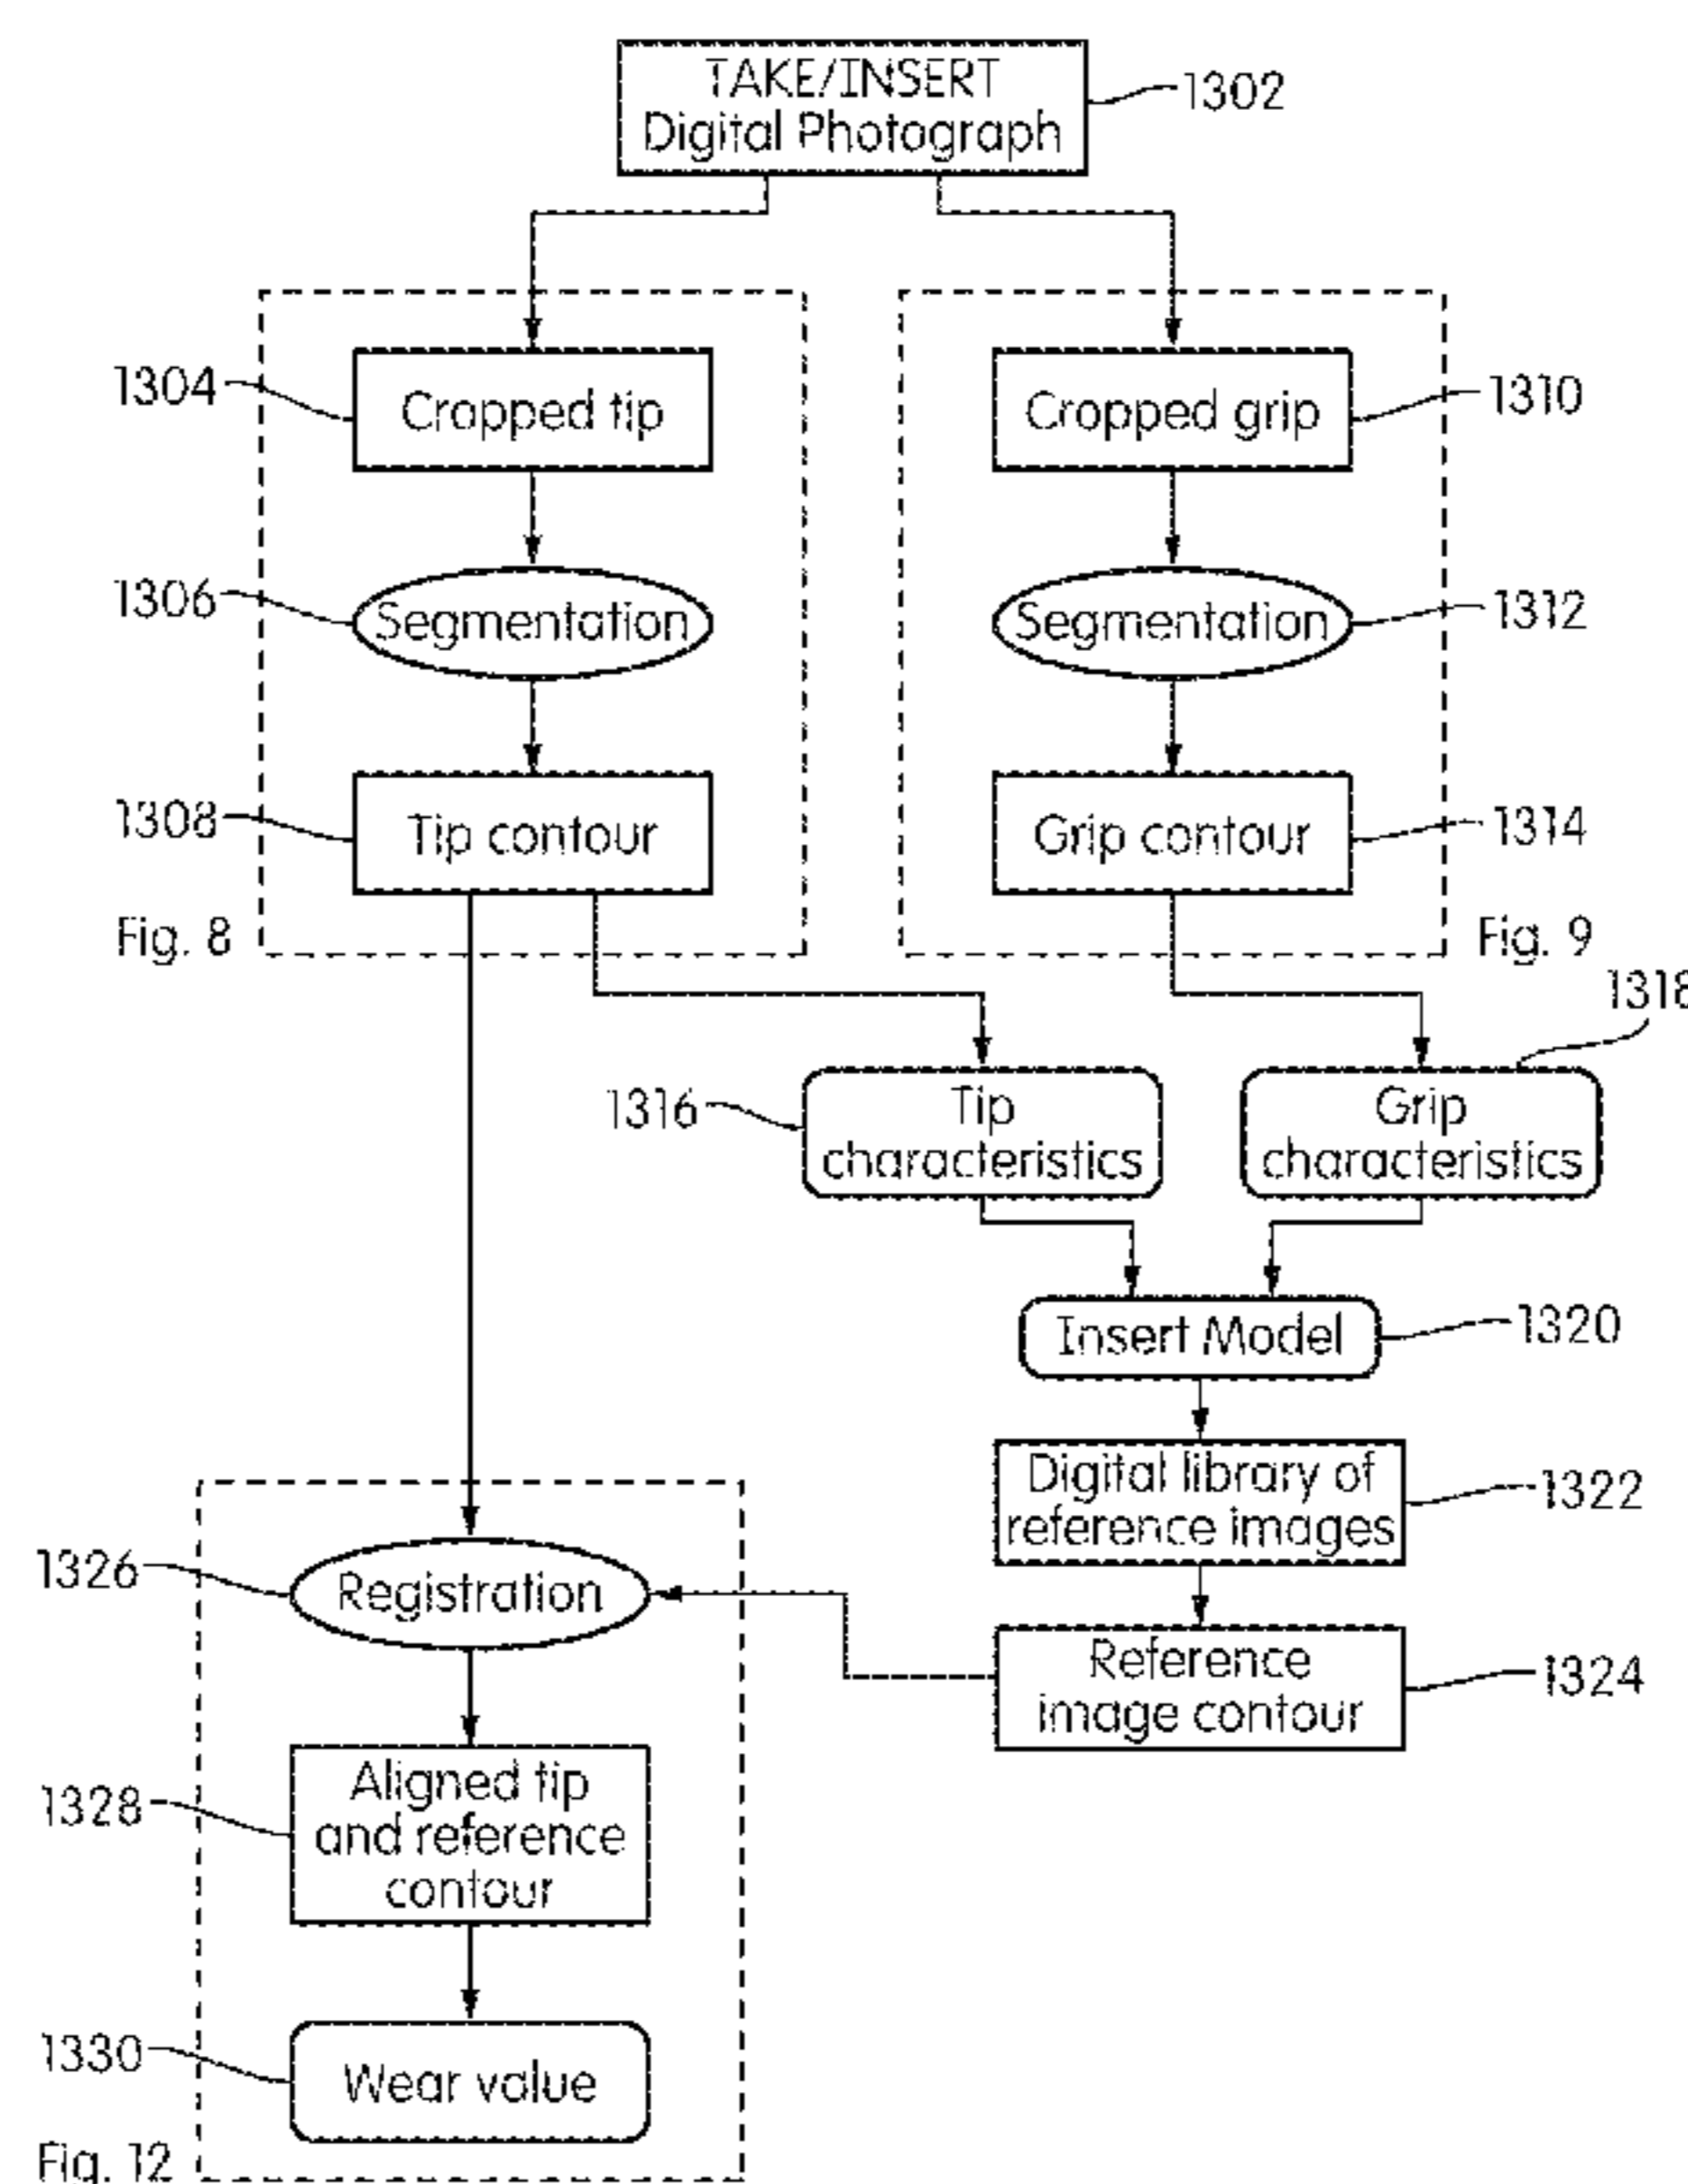 TAKE/INSERT
Digital Photograph
1302
1304
Cropped tip
Cropped grip
1310
1306
Segmentation
Segmentation
1312
1308
Tip contour
Grip contour
1314
Fig. 8
Fig. 9
1318
1316
Tip
characteristics
Grip
characteristics
Insert Model
1320
Digital library of
reference images
1322
1326
Registration
Reference
image contour
1324
1328
Aligned tip
and reference
contour
1330
Wear value
Fig. 12